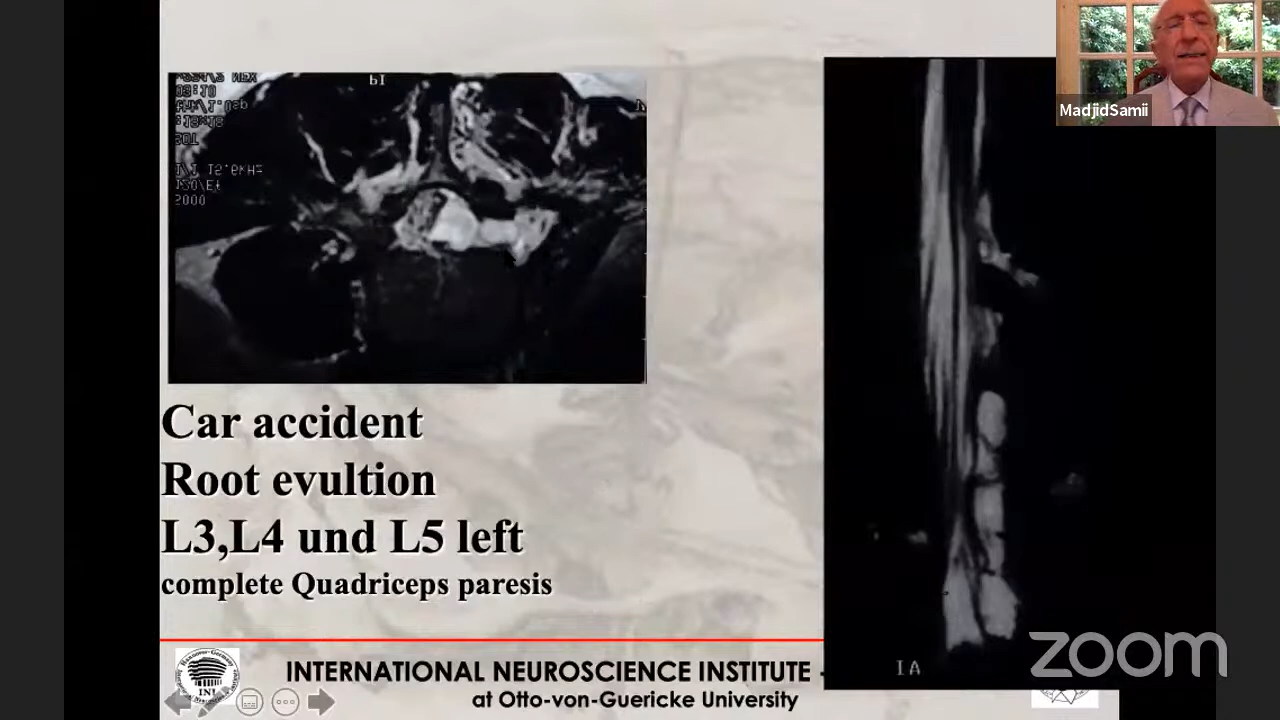 MadjidSamii
Car accident
Root evultion
L3,L4 und L5 left
complete Quadriceps paresis
INTERNATIONAL NEUROSCIENCE INSTITUTE -
at Otto-von-Guericke University
INI
IA
zoom